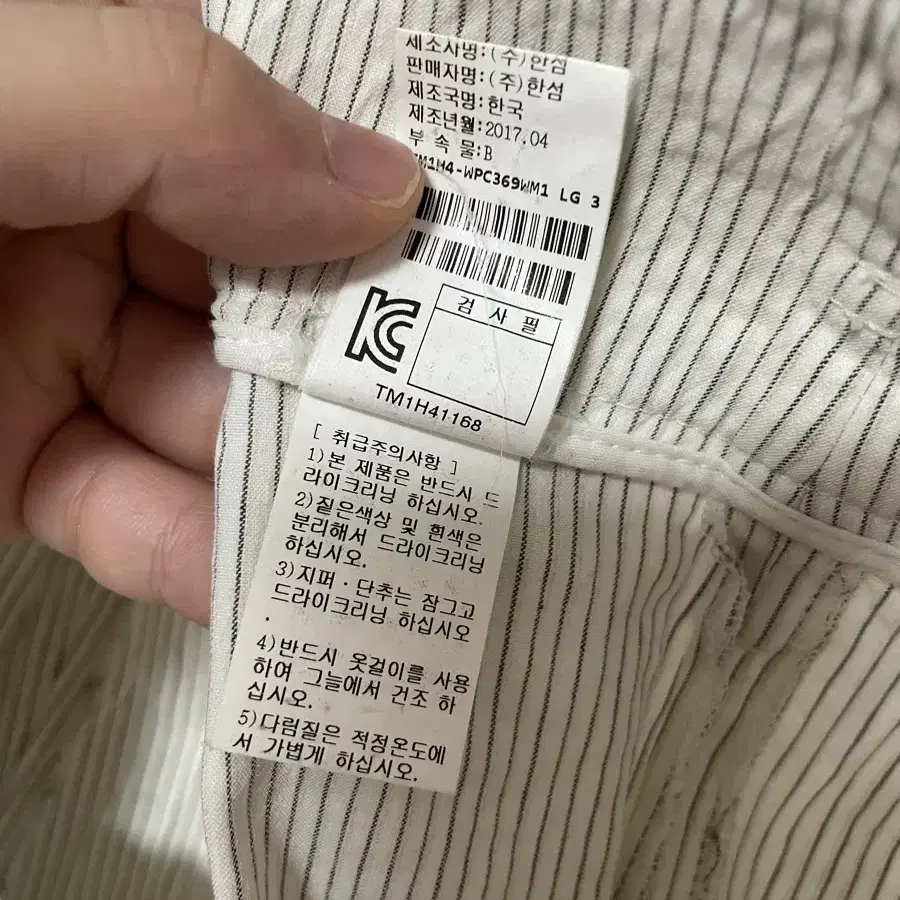 제조사명:(주)한섬
판매자명:(주)한섬
제조국명:한국
제조년월:2017.04
부 속 물:B
TM1H4-WPC369WM1 LG 3
KC
검 사 필
TM1H41168
[ 취급주의사항 ]
1)본 제품은 반드시 드
라이크리닝 하십시오.
2)짙은색상 및 흰색은
분리해서 드라이크리닝
하십시오.
3)지퍼·단추는 잠그고
드라이크리닝 하십시오
.
4)반드시 옷걸이를 사용
하여 그늘에서 건조 하
십시오.
5)다림질은 적정온도에
서 가볍게 하십시오.